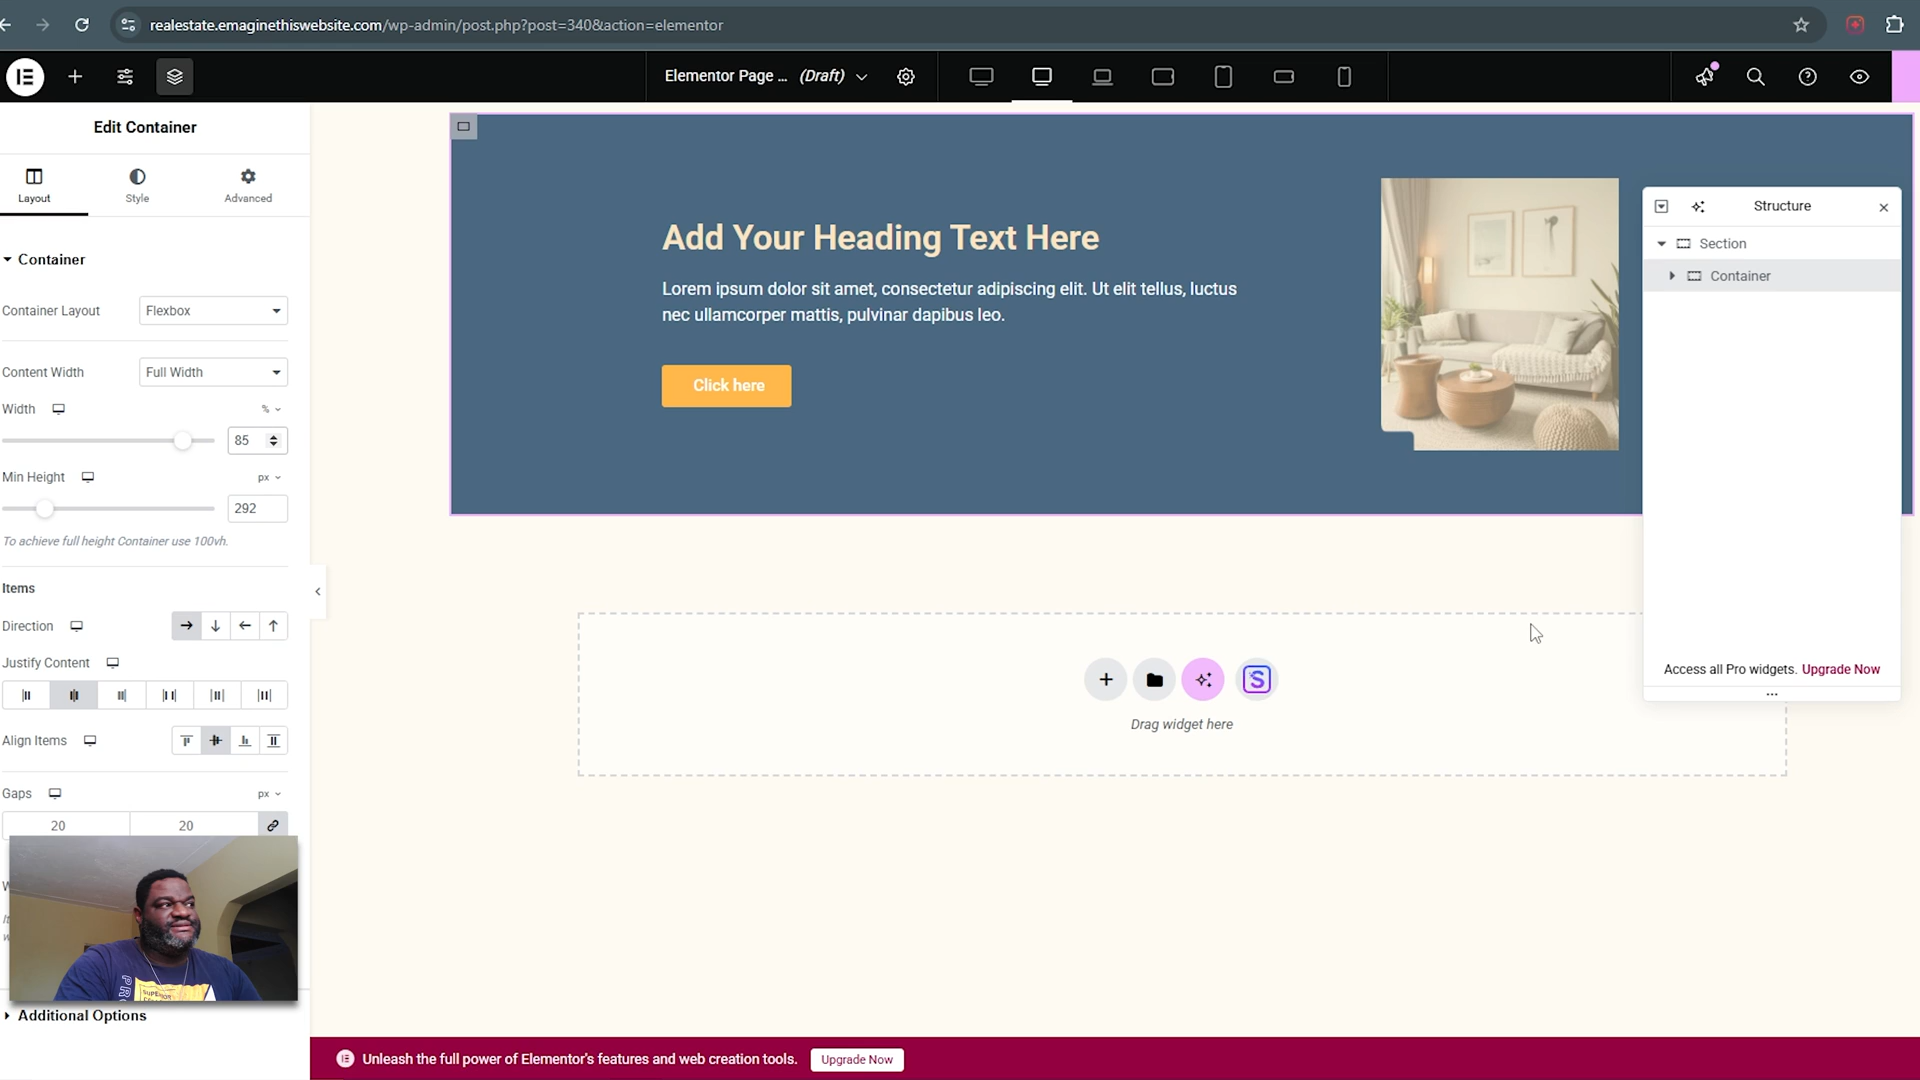 realestate.emaginethiswebsite.com/wp-admin/post.php?post=340&action=elementor
Elementor Page ... (Draft)
Edit Container
Layout
Style
Advanced
Container
Container Layout
Flexbox
Content Width
Full Width
Width
%
85
Min Height
px
292
To achieve full height Container use 100vh.
Items
Direction
Justify Content
Align Items
Gaps
px
20
20
Additional Options
Add Your Heading Text Here
Lorem ipsum dolor sit amet, consectetur adipiscing elit. Ut elit tellus, luctus
nec ullamcorper mattis, pulvinar dapibus leo.
Click here
Structure
Section
Container
Access all Pro widgets. Upgrade Now
...
Drag widget here
Unleash the full power of Elementor's features and web creation tools.
Upgrade Now